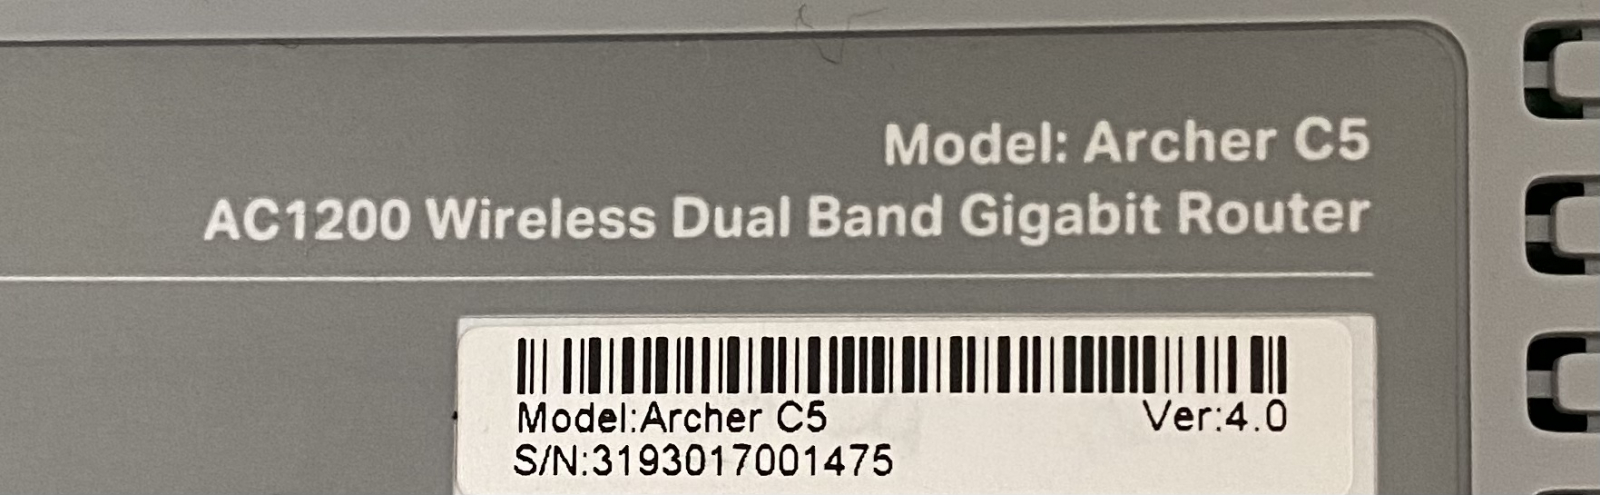 Model: Archer C5
AC1200 Wireless Dual Band Gigabit Router
Model:Archer C5 Ver:4.0
S/N:3193017001475